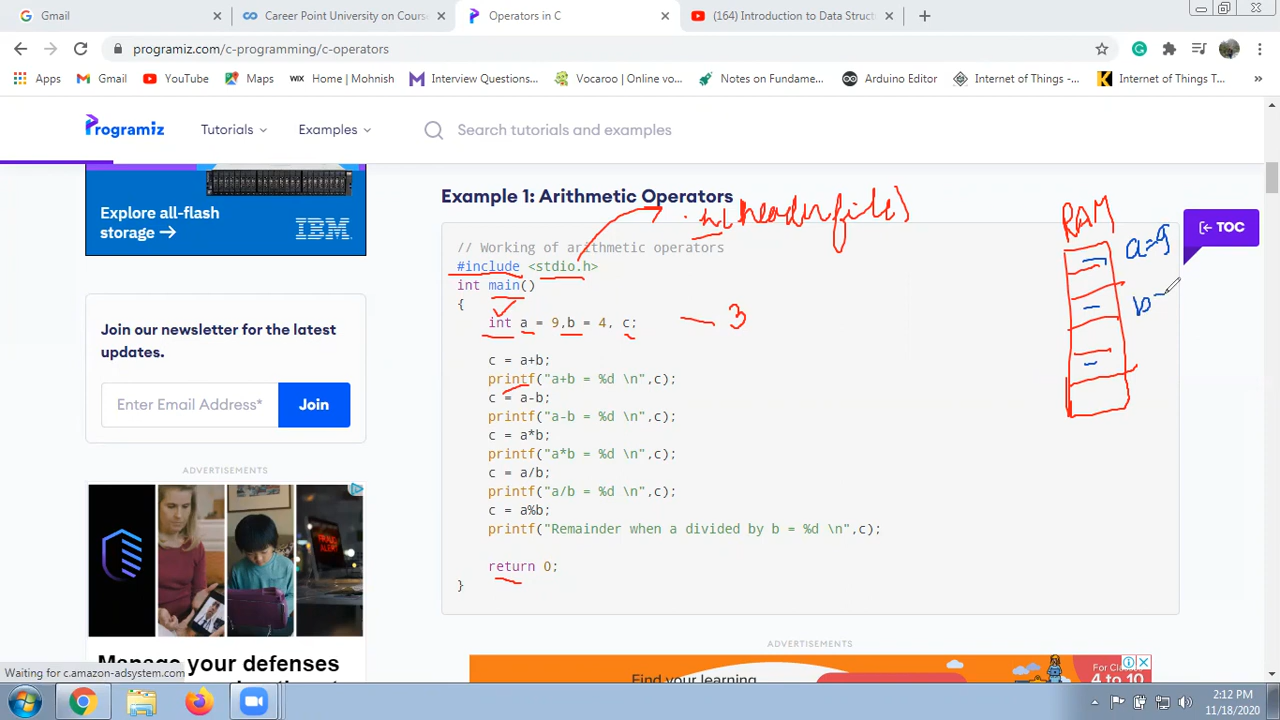 Gmail
Career Point University on Cours
Operators in C
(164) Introduction to Data Struct
programiz.com/c-programming/c-operators
Apps
Gmail
YouTube
Maps
WIX Home | Mohnish
Interview Questions...
Vocaroo | Online vo...
Notes on Fundame...
Arduino Editor
Internet of Things -...
Internet of Things T...
»
Programiz
Tutorials
Examples
Search tutorials and examples
Explore all-flash
storage →
IBM
Join our newsletter for the latest
updates.
Enter Email Address*
Join
ADVERTISEMENTS
Example 1: Arithmetic Operators
.h(header files)
// Working of arithmetic operators
#include <stdio.h>
int main()
{
int a = 9,b = 4, c;
3
c = a+b;
printf("a+b = %d \n",c);
c = a-b;
printf("a-b = %d \n",c);
c = a*b;
printf("a*b = %d \n",c);
c = a/b;
printf("a/b = %d \n",c);
c = a%b;
printf("Remainder when a divided by b = %d \n",c);
return 0;
}
RAM
a=9
b-
TOC
ADVERTISEMENTS
Find your learning
For Class
4 to 10
your defenses
Waiting for c.amazon-adsystem.com
2:12 PM
11/18/2020